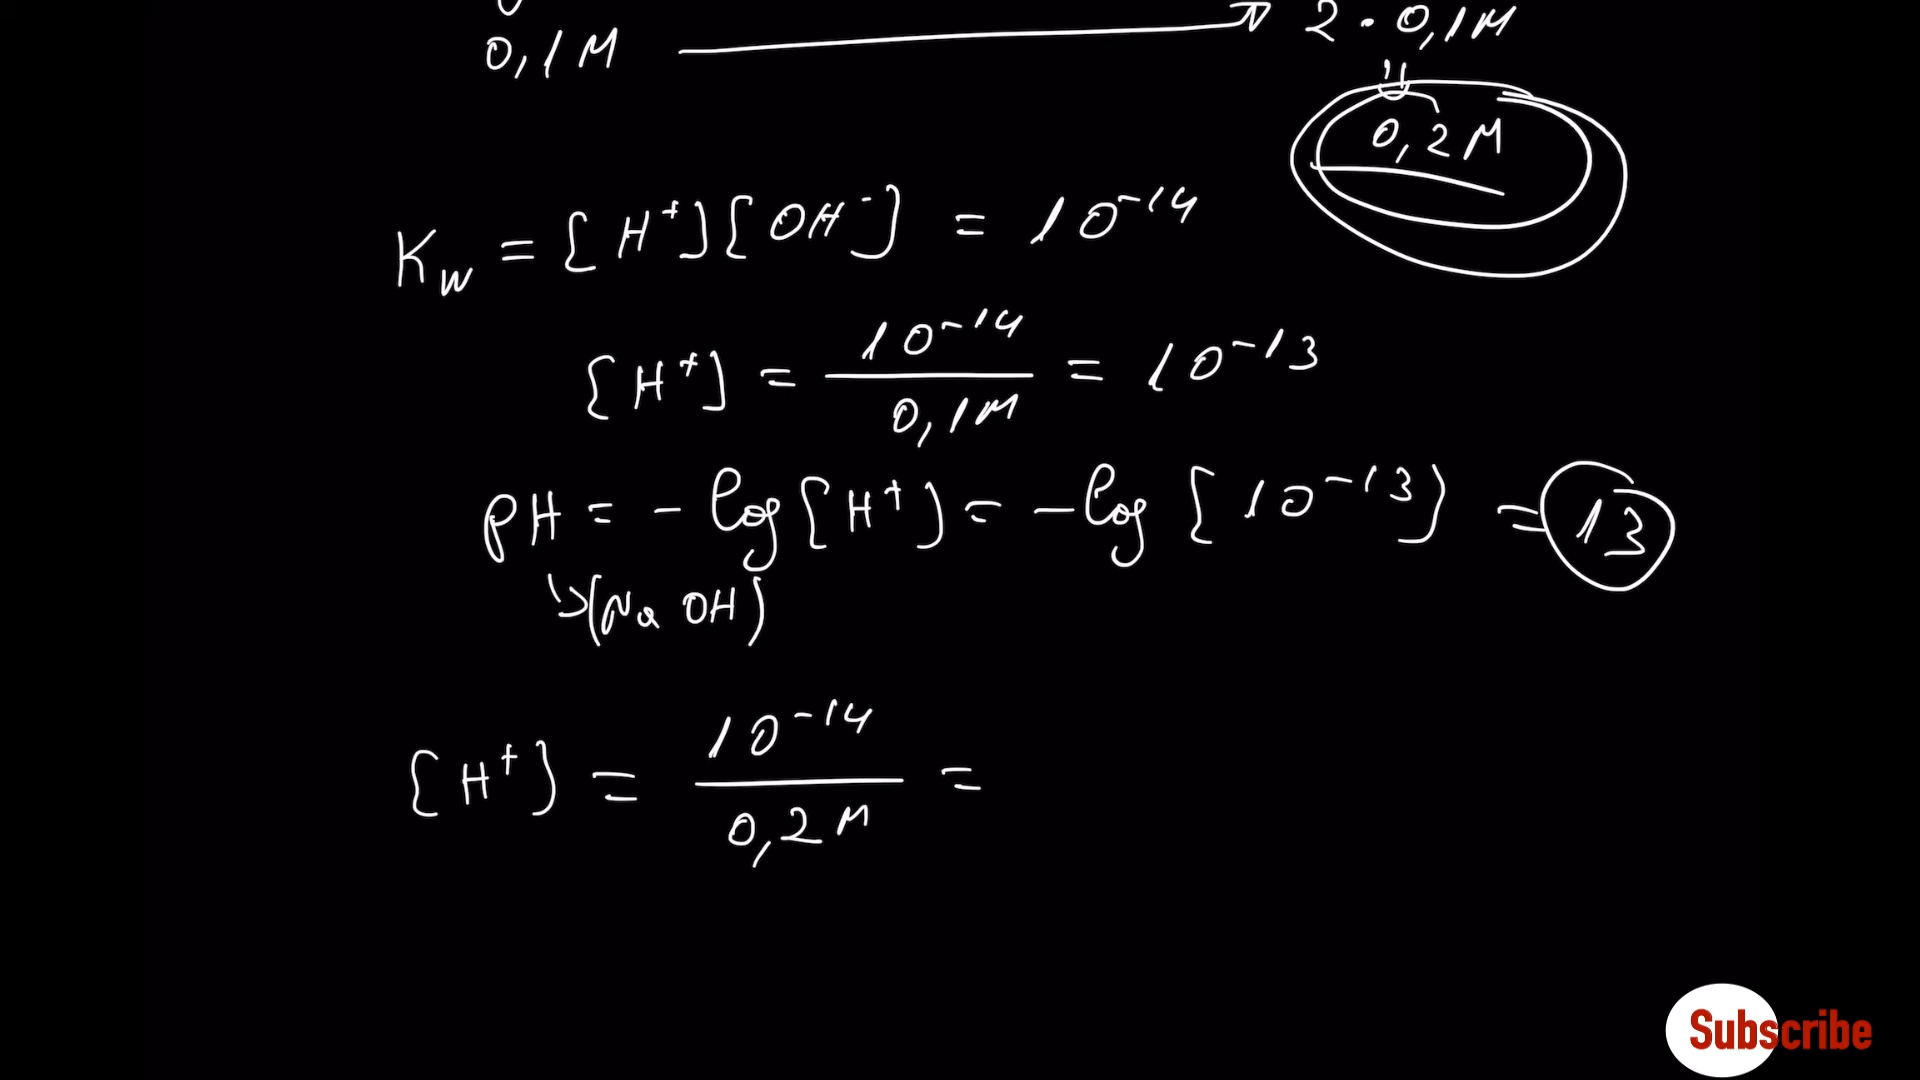 0,1M → 2 · 0,1M
"
0,2M
Kw = [H⁺][OH⁻] = 10⁻¹⁴
[H⁺] = 10⁻¹⁴ / 0,1M = 10⁻¹³
pH = - log[H⁺] = - log [10⁻¹³] = 13
(NaOH)
[H⁺] = 10⁻¹⁴ / 0,2M =
Subscribe